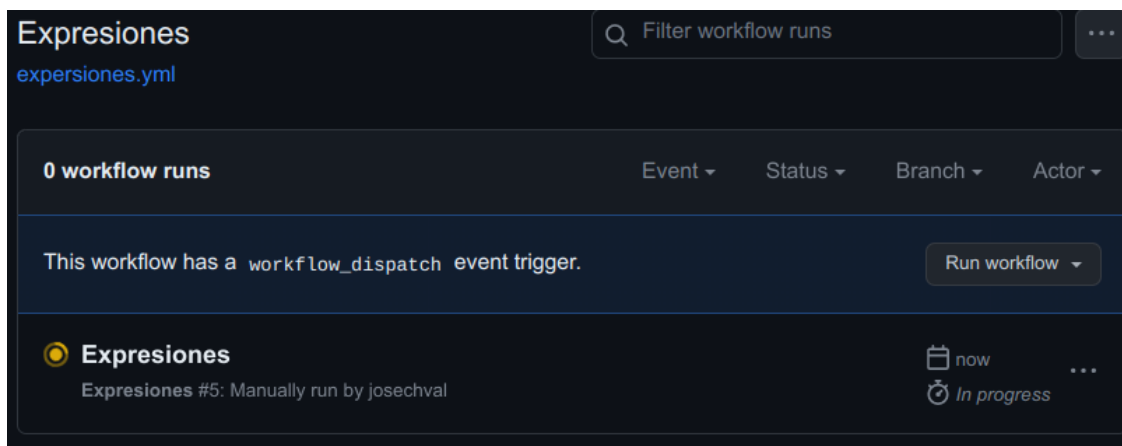 Expresiones
Filter workflow runs
expersiones.yml
0 workflow runs
Event
Status
Branch
Actor
This workflow has a workflow_dispatch event trigger.
Run workflow
Expresiones
now
Expresiones #5: Manually run by josechval
In progress